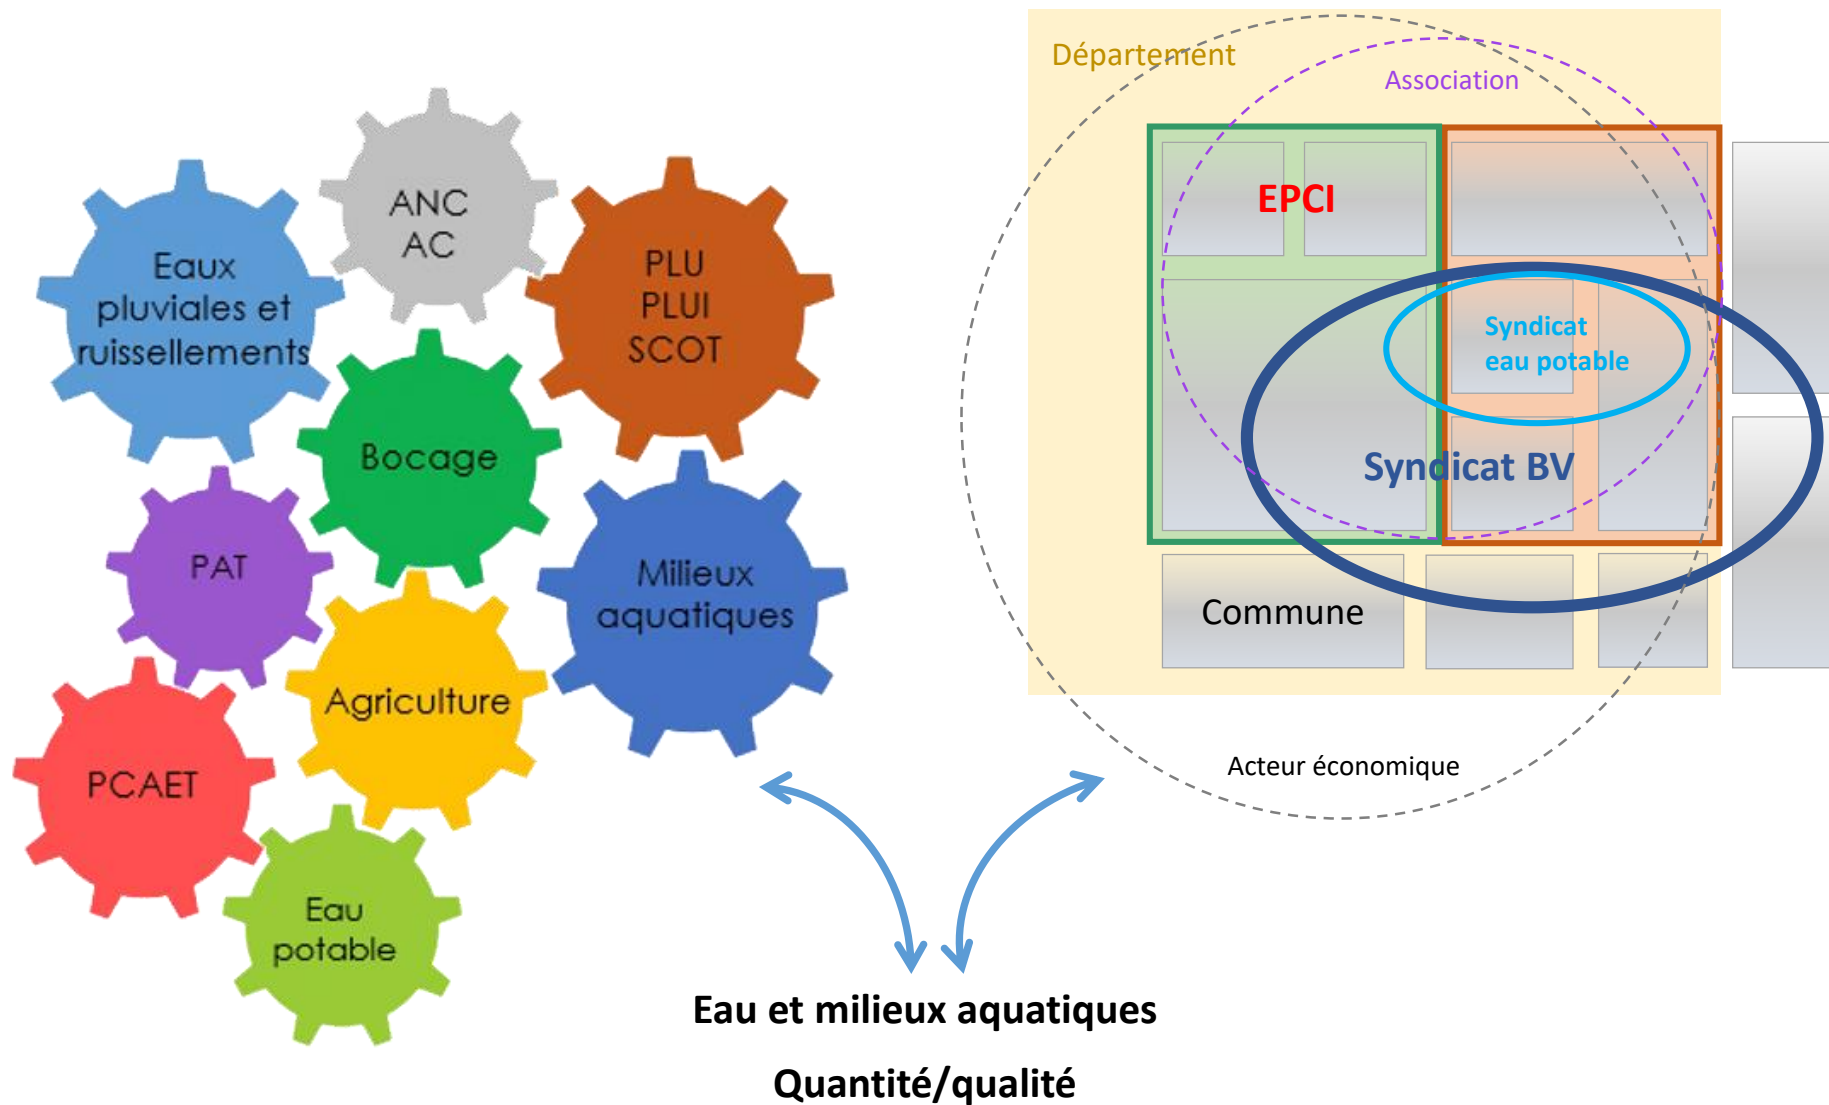 ANC
AC
Eaux
pluviales et
ruissellements
PLU
PLUI
SCOT
Bocage
PAT
Milieux
aquatiques
Agriculture
PCAET
Eau
potable
Département
Association
EPCI
Syndicat
eau potable
Syndicat BV
Commune
Acteur économique
Eau et milieux aquatiques
Quantité/qualité